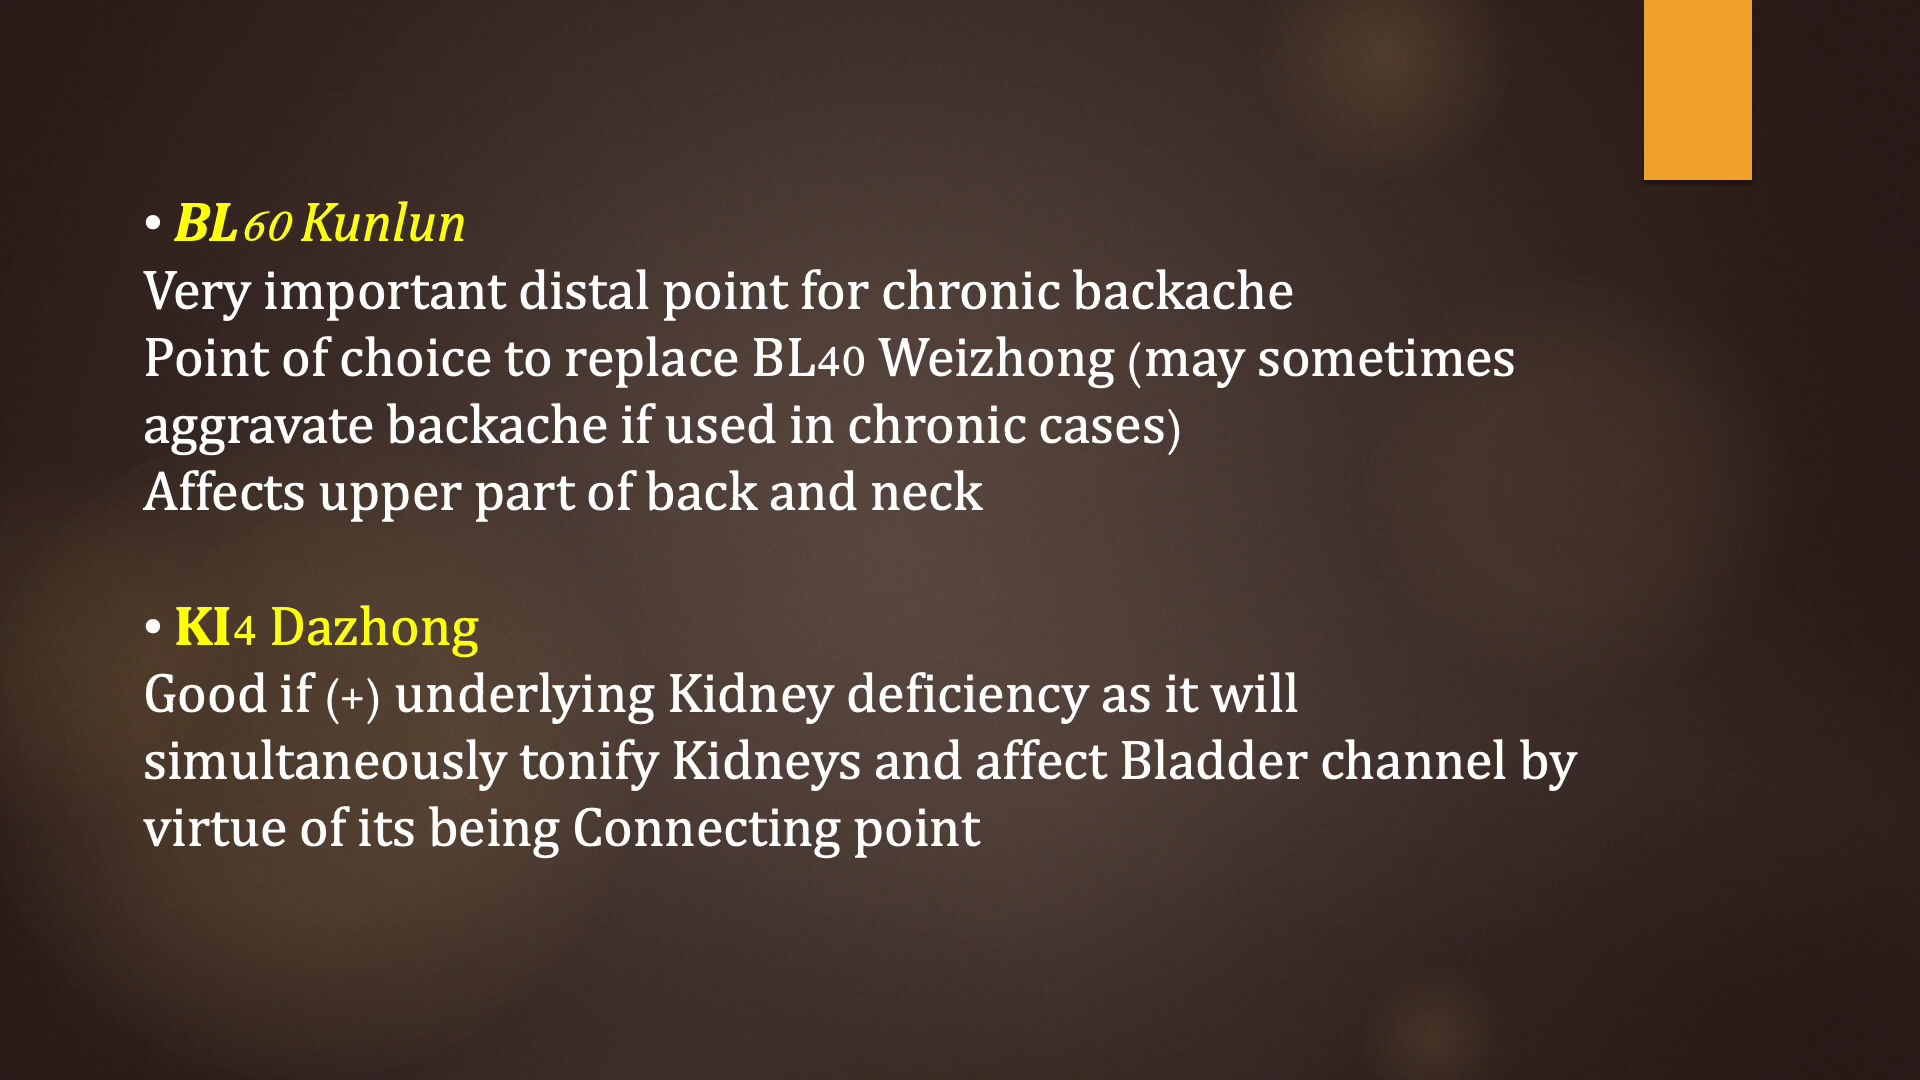 • BL60 Kunlun
Very important distal point for chronic backache
Point of choice to replace BL40 Weizhong (may sometimes
aggravate backache if used in chronic cases)
Affects upper part of back and neck
• KI4 Dazhong
Good if (+) underlying Kidney deficiency as it will
simultaneously tonify Kidneys and affect Bladder channel by
virtue of its being Connecting point